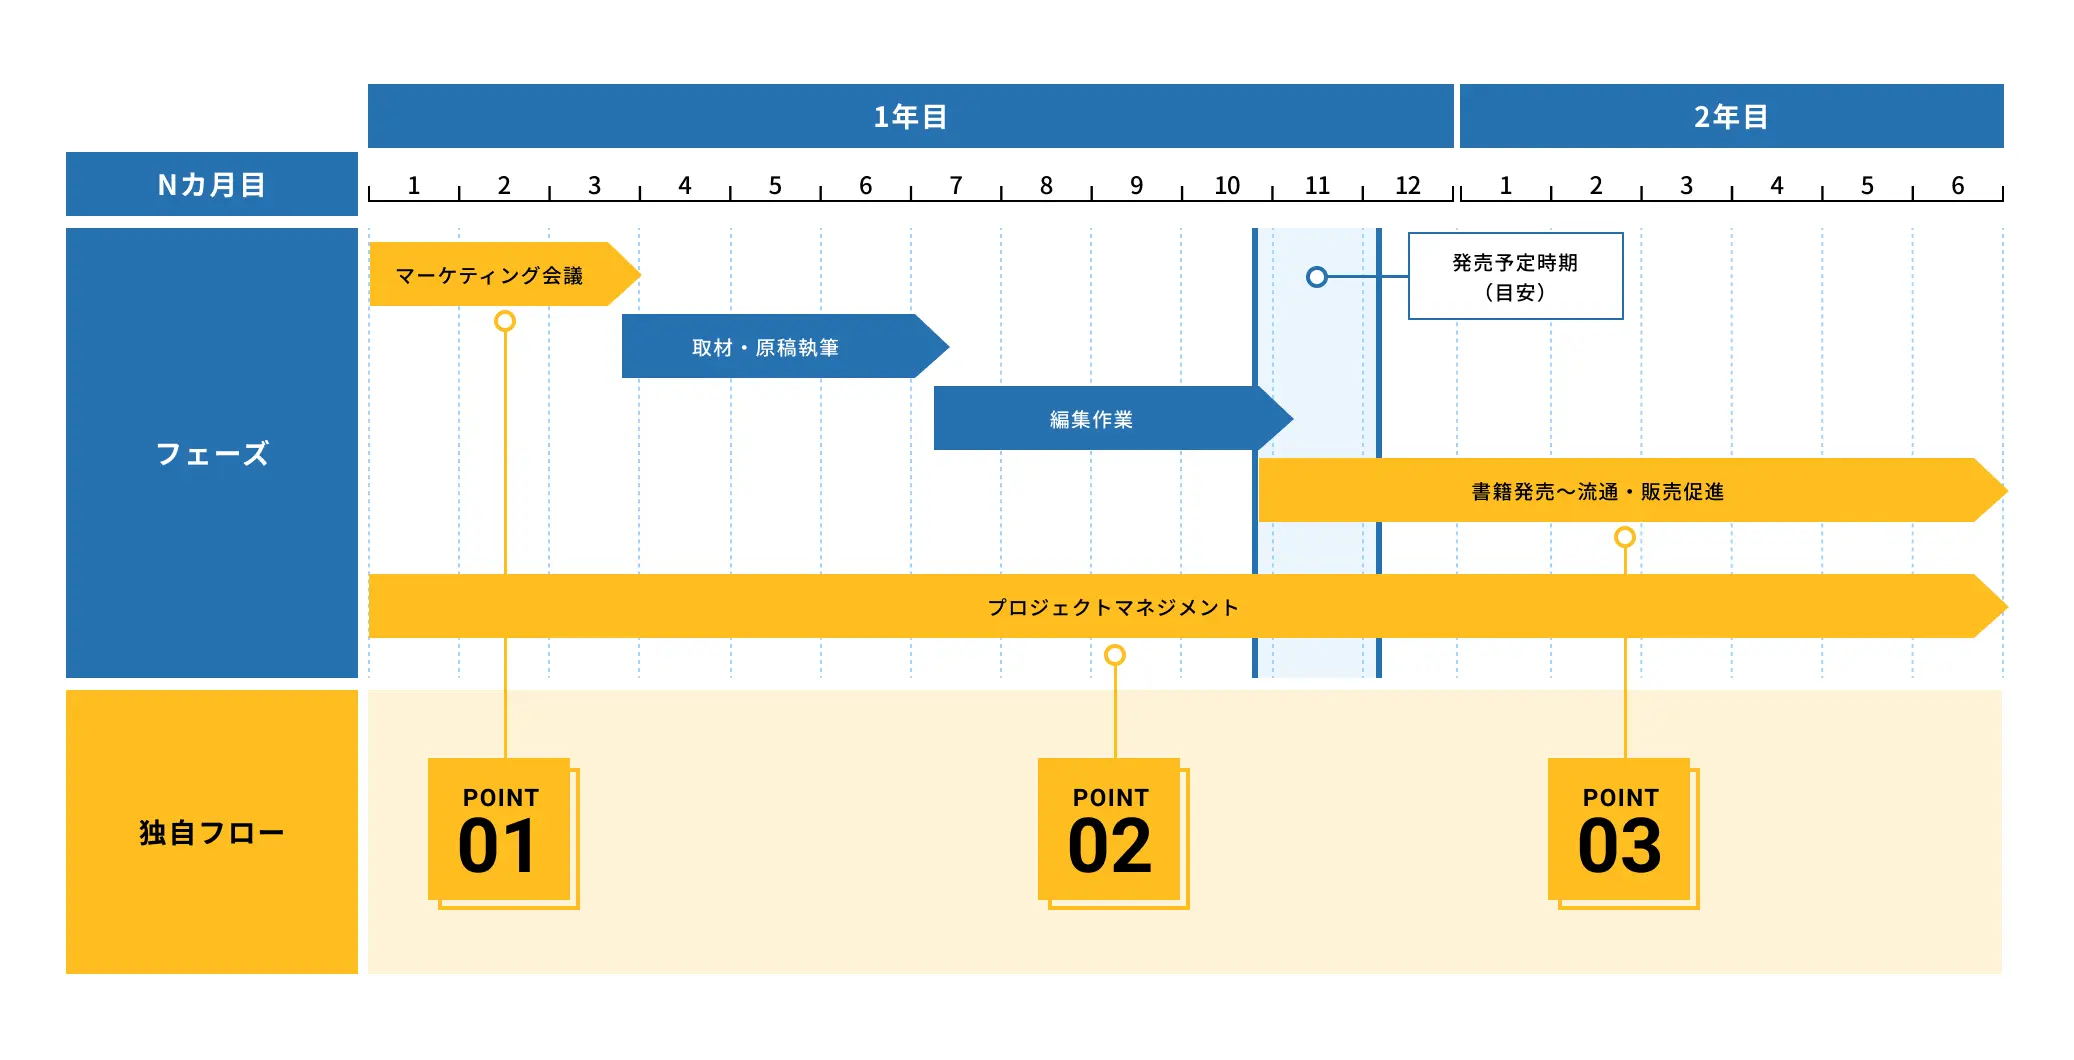 1年目
2年目
Nカ月目
1 2 3 4 5 6 7 8 9 10 11 12 1 2 3 4 5 6
フェーズ
マーケティング会議
発売予定時期
（目安）
取材・原稿執筆
編集作業
書籍発売〜流通・販売促進
プロジェクトマネジメント
独自フロー
POINT
01
POINT
02
POINT
03